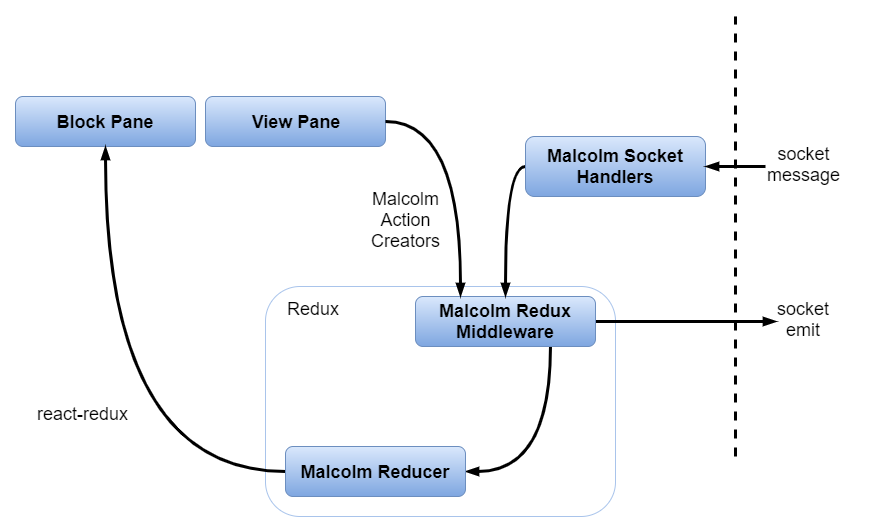 Block Pane
View Pane
Malcolm Socket
Handlers
socket
message
Malcolm
Action
Creators
Redux
Malcolm Redux
Middleware
socket
emit
react-redux
Malcolm Reducer